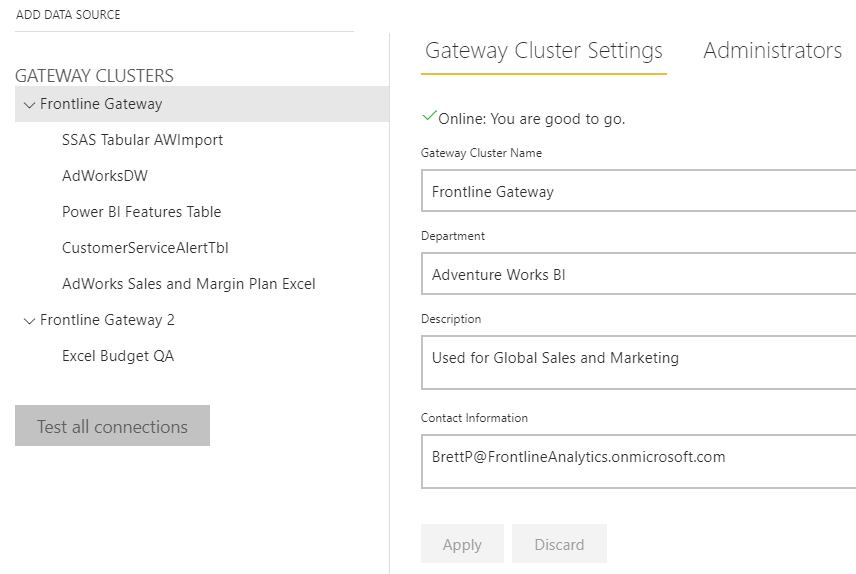 ADD DATA SOURCE
GATEWAY CLUSTERS
Frontline Gateway
SSAS Tabular AWImport
AdWorksDW
Power BI Features Table
CustomerServiceAlertTbl
AdWorks Sales and Margin Plan Excel
Frontline Gateway 2
Excel Budget QA
Test all connections
Gateway Cluster Settings Administrators
Online: You are good to go.
Gateway Cluster Name
Frontline Gateway
Department
Adventure Works BI
Description
Used for Global Sales and Marketing
Contact Information
BrettP@FrontlineAnalytics.onmicrosoft.com
Apply Discard